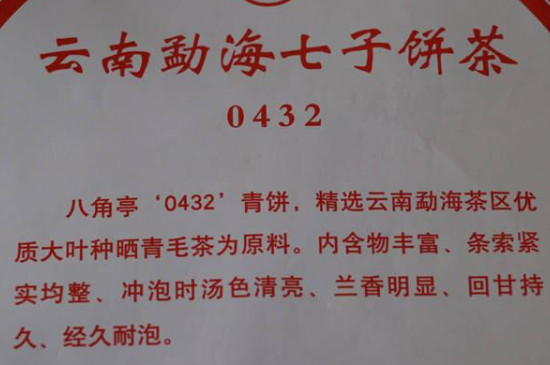 云南勐海七子饼茶
0432
八角亭‘0432’青饼，精选云南勐海茶区优
质大叶种晒青毛茶为原料。内含物丰富、条索紧
实均整、冲泡时汤色清亮、兰香明显、回甘持
久、经久耐泡。